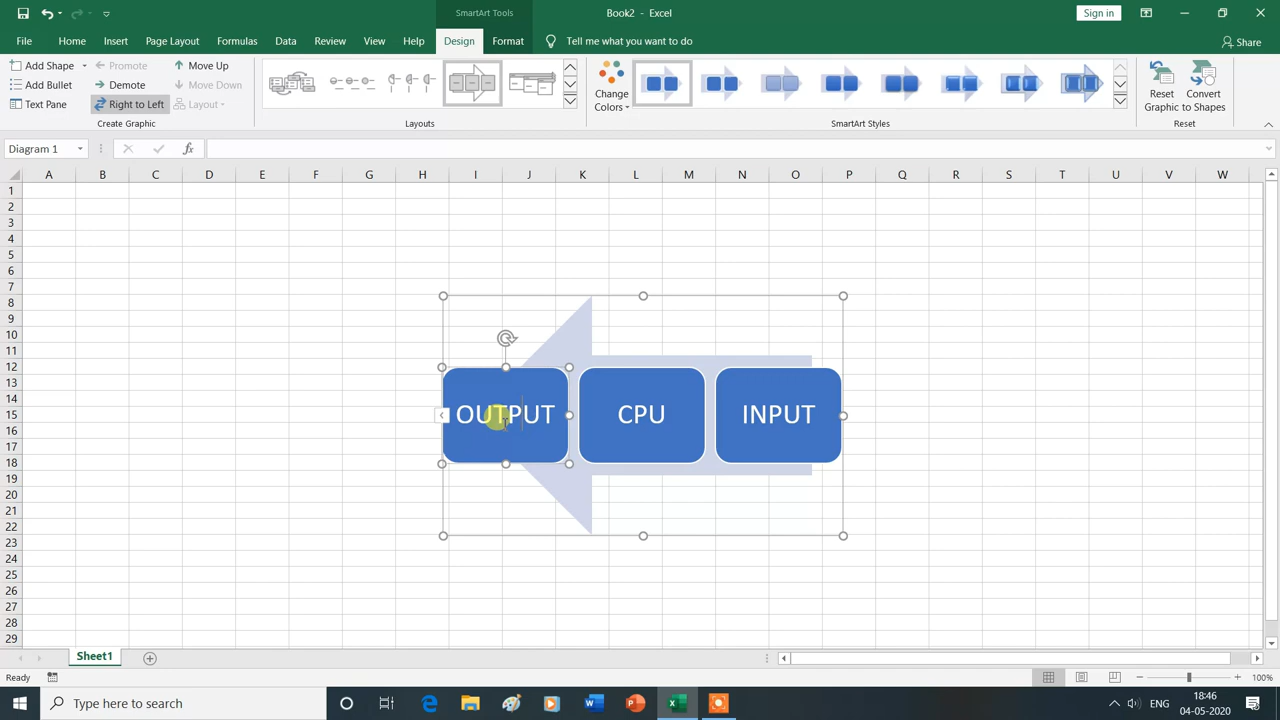 SmartArt Tools
Book2 - Excel
Sign in
File Home Insert Page Layout Formulas Data Review View Help Design Format Tell me what you want to do Share
Add Shape Promote Move Up
Add Bullet Demote Move Down
Text Pane Right to Left Layout
Create Graphic
Layouts
Change Colors
SmartArt Styles
Reset Graphic
Convert to Shapes
Reset
Diagram 1 fx
A B C D E F G H I J K L M N O P Q R S T U V W
1
2
3
4
5
6
7
8
9
10
11
12
13
14
15
16
17
18
19
20
21
22
23
24
25
26
27
28
29
OUTPUT CPU INPUT
Sheet1
Ready
100%
Type here to search
ENG
18:46
04-05-2020